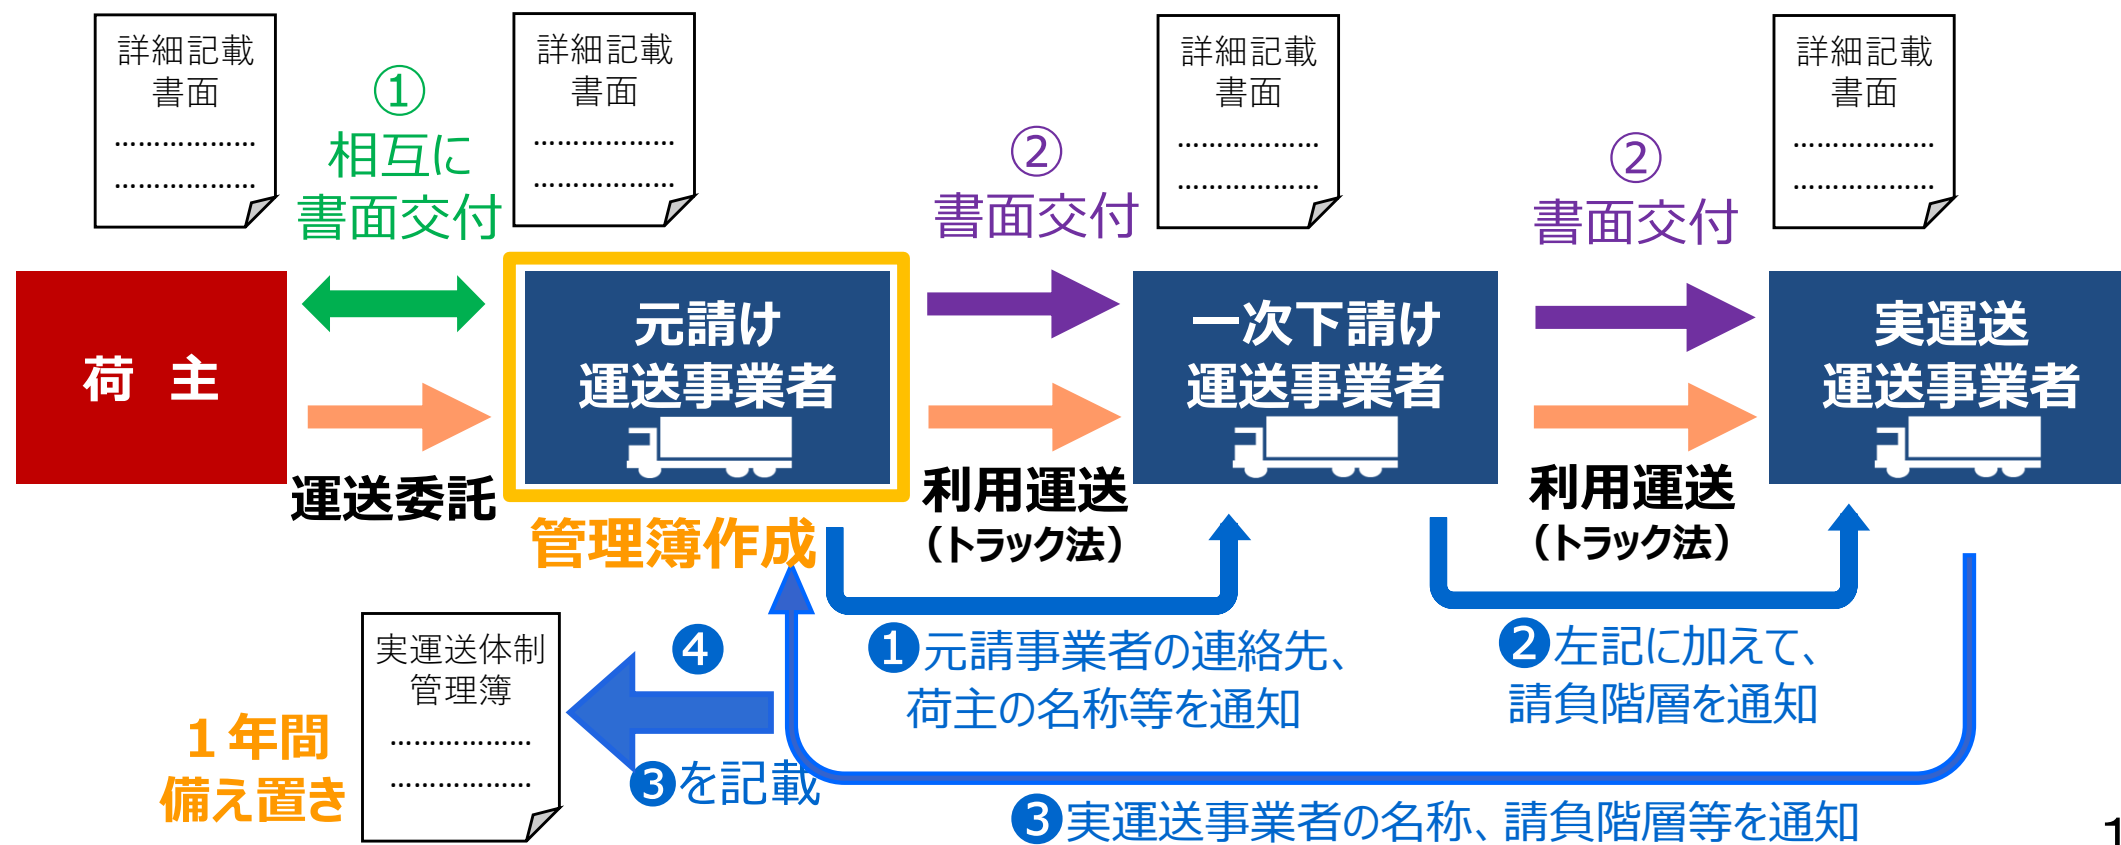 詳細記載
書面
………………
………………
①
相互に
書面交付
詳細記載
書面
………………
………………
②
書面交付
詳細記載
書面
………………
………………
②
書面交付
詳細記載
書面
………………
………………
荷　主
運送委託
元請け
運送事業者
管理簿作成
利用運送
（トラック法）
一次下請け
運送事業者
利用運送
（トラック法）
実運送
運送事業者
❶元請事業者の連絡先、
荷主の名称等を通知
❷左記に加えて、
請負階層を通知
❸実運送事業者の名称、請負階層等を通知
❹
❸を記載
実運送体制
管理簿
………………
………………
１年間
備え置き
1